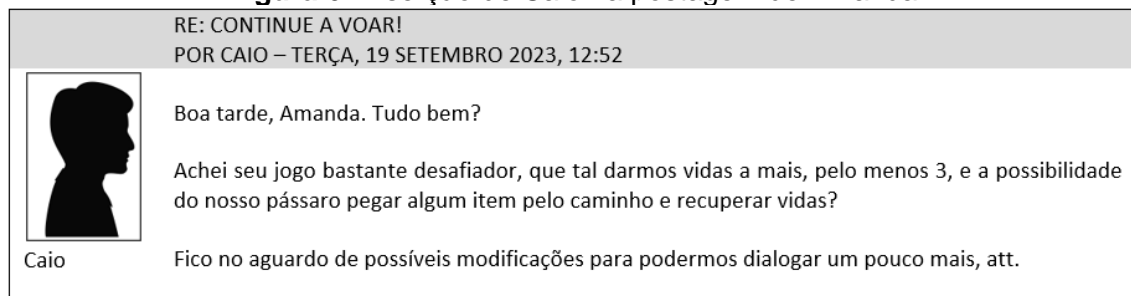 RE: CONTINUE A VOAR!
POR CAIO – TERÇA, 19 SETEMBRO 2023, 12:52
Boa tarde, Amanda. Tudo bem?
Achei seu jogo bastante desafiador, que tal darmos vidas a mais, pelo menos 3, e a possibilidade
do nosso pássaro pegar algum item pelo caminho e recuperar vidas?
Caio
Fico no aguardo de possíveis modificações para podermos dialogar um pouco mais, att.